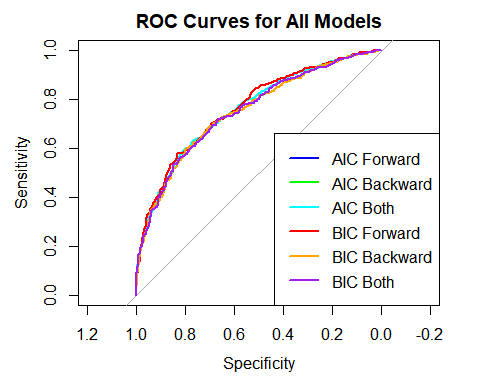 ROC Curves for All Models
Sensitivity
1.0
0.8
0.6
0.4
0.2
0.0
AIC Forward
AIC Backward
AIC Both
BIC Forward
BIC Backward
BIC Both
1.2 1.0 0.8 0.6 0.4 0.2 0.0 -0.2
Specificity